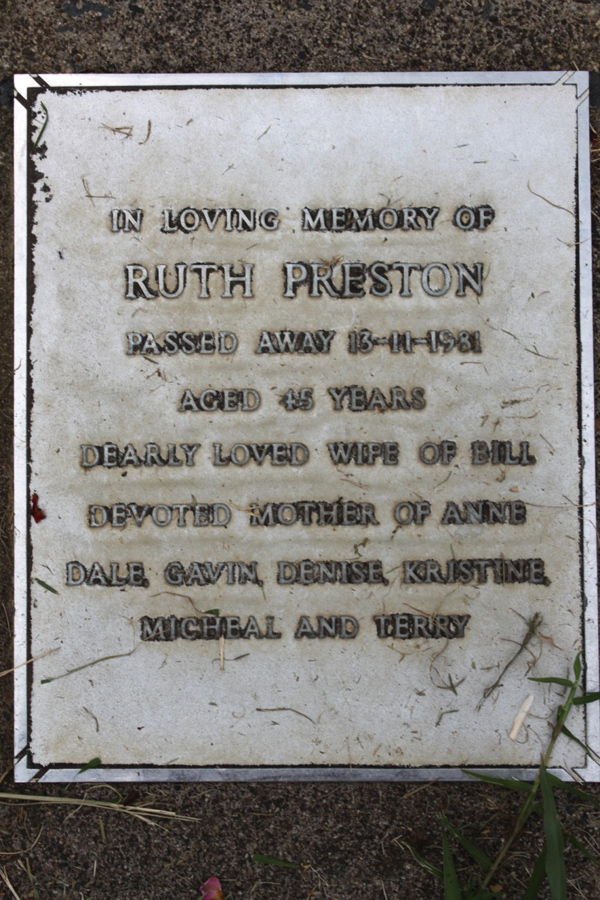 IN LOVING MEMORY OF
RUTH PRESTON
PASSED AWAY 13-11-1981
AGED 45 YEARS
DEARLY LOVED WIFE OF BILL
DEVOTED MOTHER OF ANNE
DALE, GAVIN, DENISE, KRISTINE,
MICHEAL AND TERRY